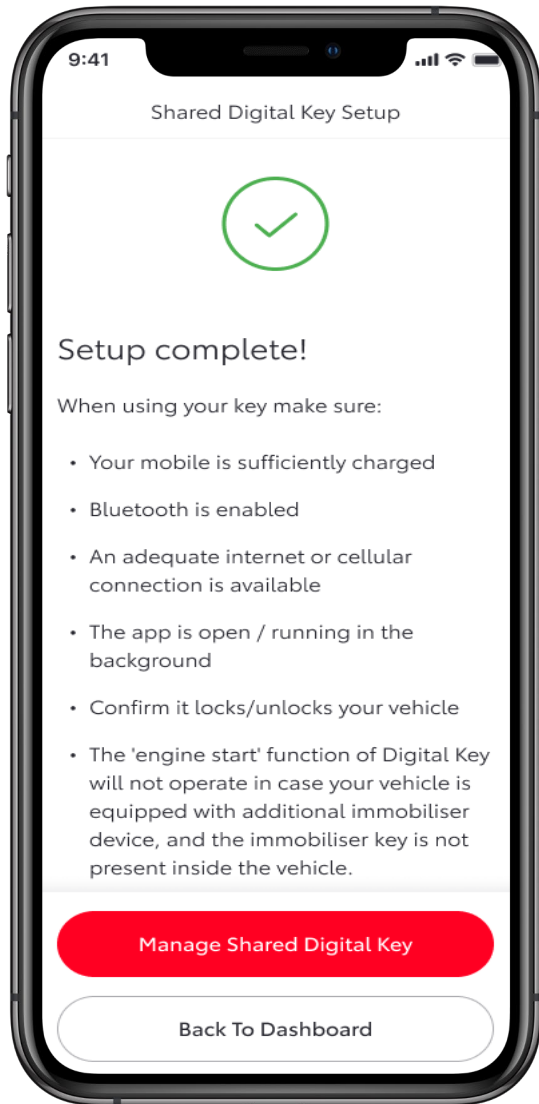 9:41
Shared Digital Key Setup
Setup complete!
When using your key make sure:
• Your mobile is sufficiently charged
• Bluetooth is enabled
• An adequate internet or cellular
connection is available
• The app is open / running in the
background
• Confirm it locks/unlocks your vehicle
• The 'engine start' function of Digital Key
will not operate in case your vehicle is
equipped with additional immobiliser
device, and the immobiliser key is not
present inside the vehicle.
Manage Shared Digital Key
Back To Dashboard